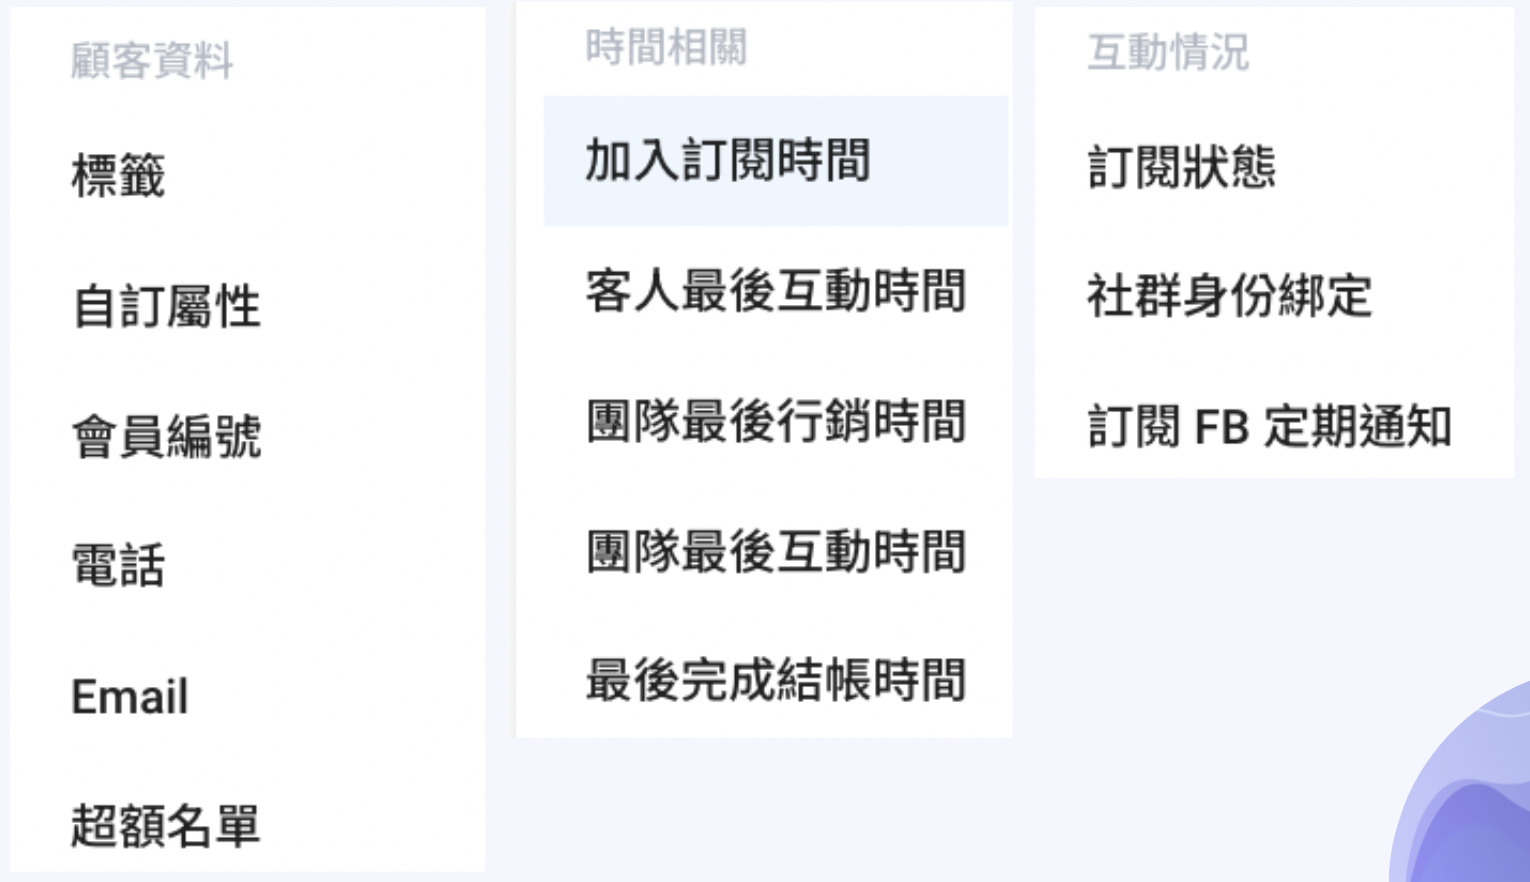 顧客資料
標籤
自訂屬性
會員編號
電話
Email
超額名單
時間相關
加入訂閱時間
客人最後互動時間
團隊最後行銷時間
團隊最後互動時間
最後完成結帳時間
互動情況
訂閱狀態
社群身份綁定
訂閱 FB 定期通知